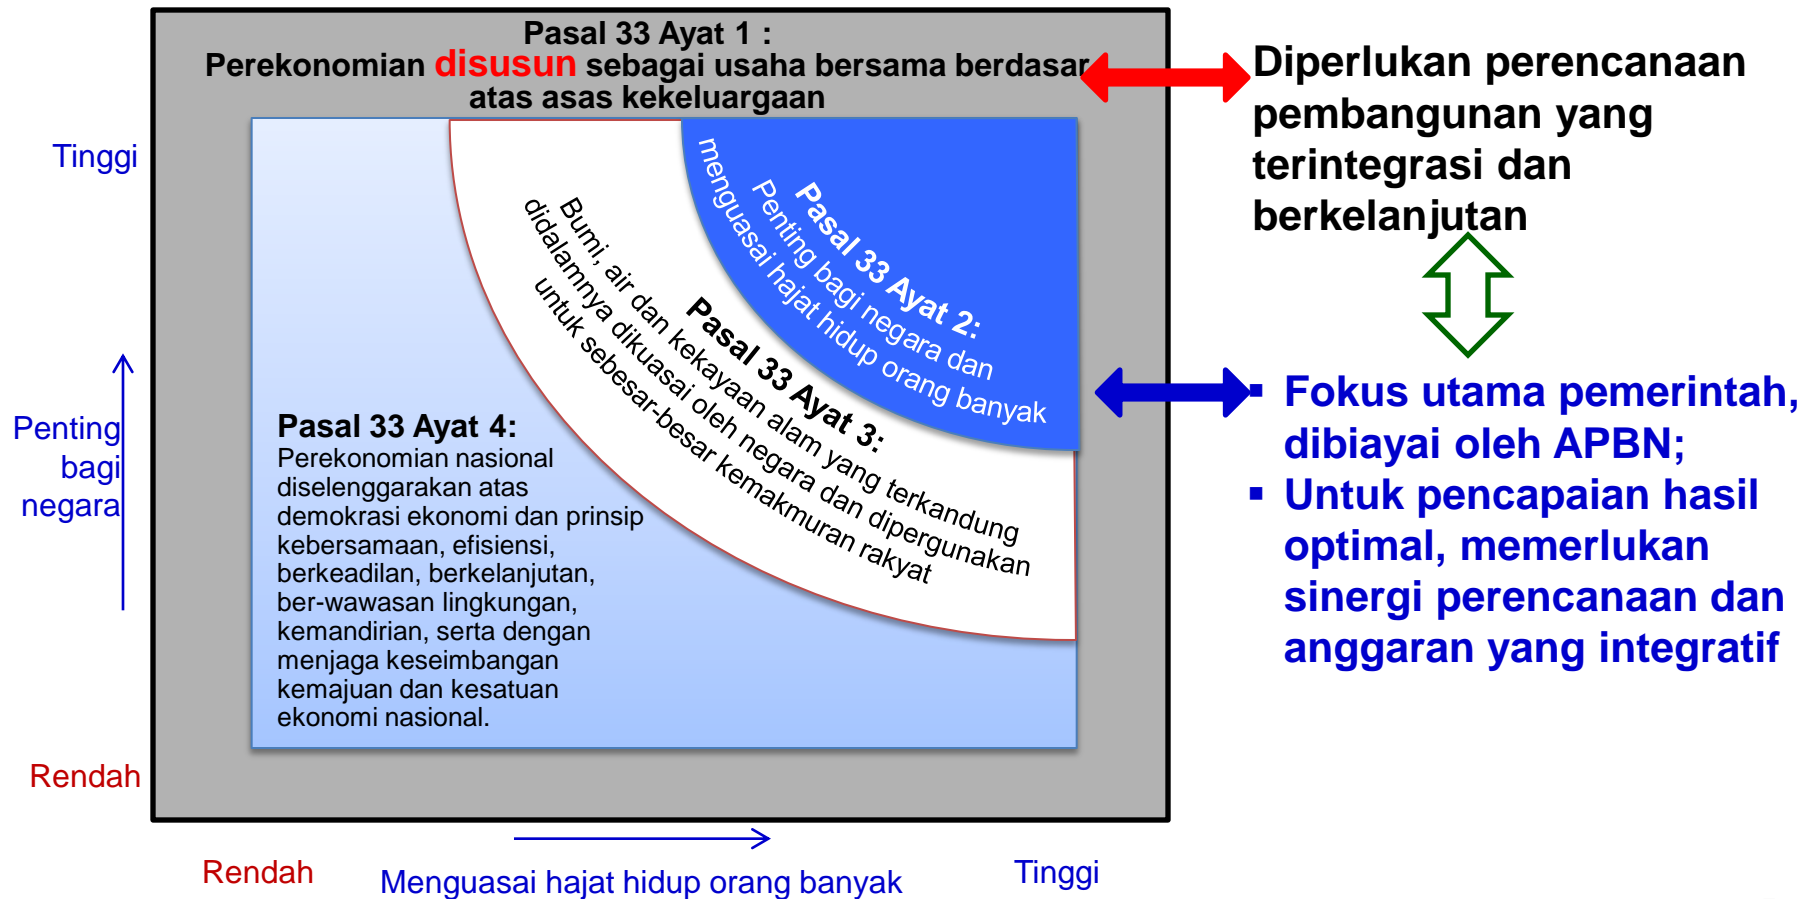 Pasal 33 Ayat 1 :
Perekonomian disusun sebagai usaha bersama berdasar
atas asas kekeluargaan
Tinggi
Penting
bagi
negara
Rendah
Pasal 33 Ayat 2:
Penting bagi negara dan
menguasai hajat hidup orang banyak
Pasal 33 Ayat 3:
Bumi, air dan kekayaan alam yang terkandung
didalamnya dikuasai oleh negara dan dipergunakan
untuk sebesar-besar kemakmuran rakyat
Pasal 33 Ayat 4:
Perekonomian nasional
diselenggarakan atas
demokrasi ekonomi dan prinsip
kebersamaan, efisiensi,
berkeadilan, berkelanjutan,
ber-wawasan lingkungan,
kemandirian, serta dengan
menjaga keseimbangan
kemajuan dan kesatuan
ekonomi nasional.
Rendah
Menguasai hajat hidup orang banyak
Tinggi
Diperlukan perencanaan
pembangunan yang
terintegrasi dan
berkelanjutan
▪ Fokus utama pemerintah,
dibiayai oleh APBN;
▪ Untuk pencapaian hasil
optimal, memerlukan
sinergi perencanaan dan
anggaran yang integratif